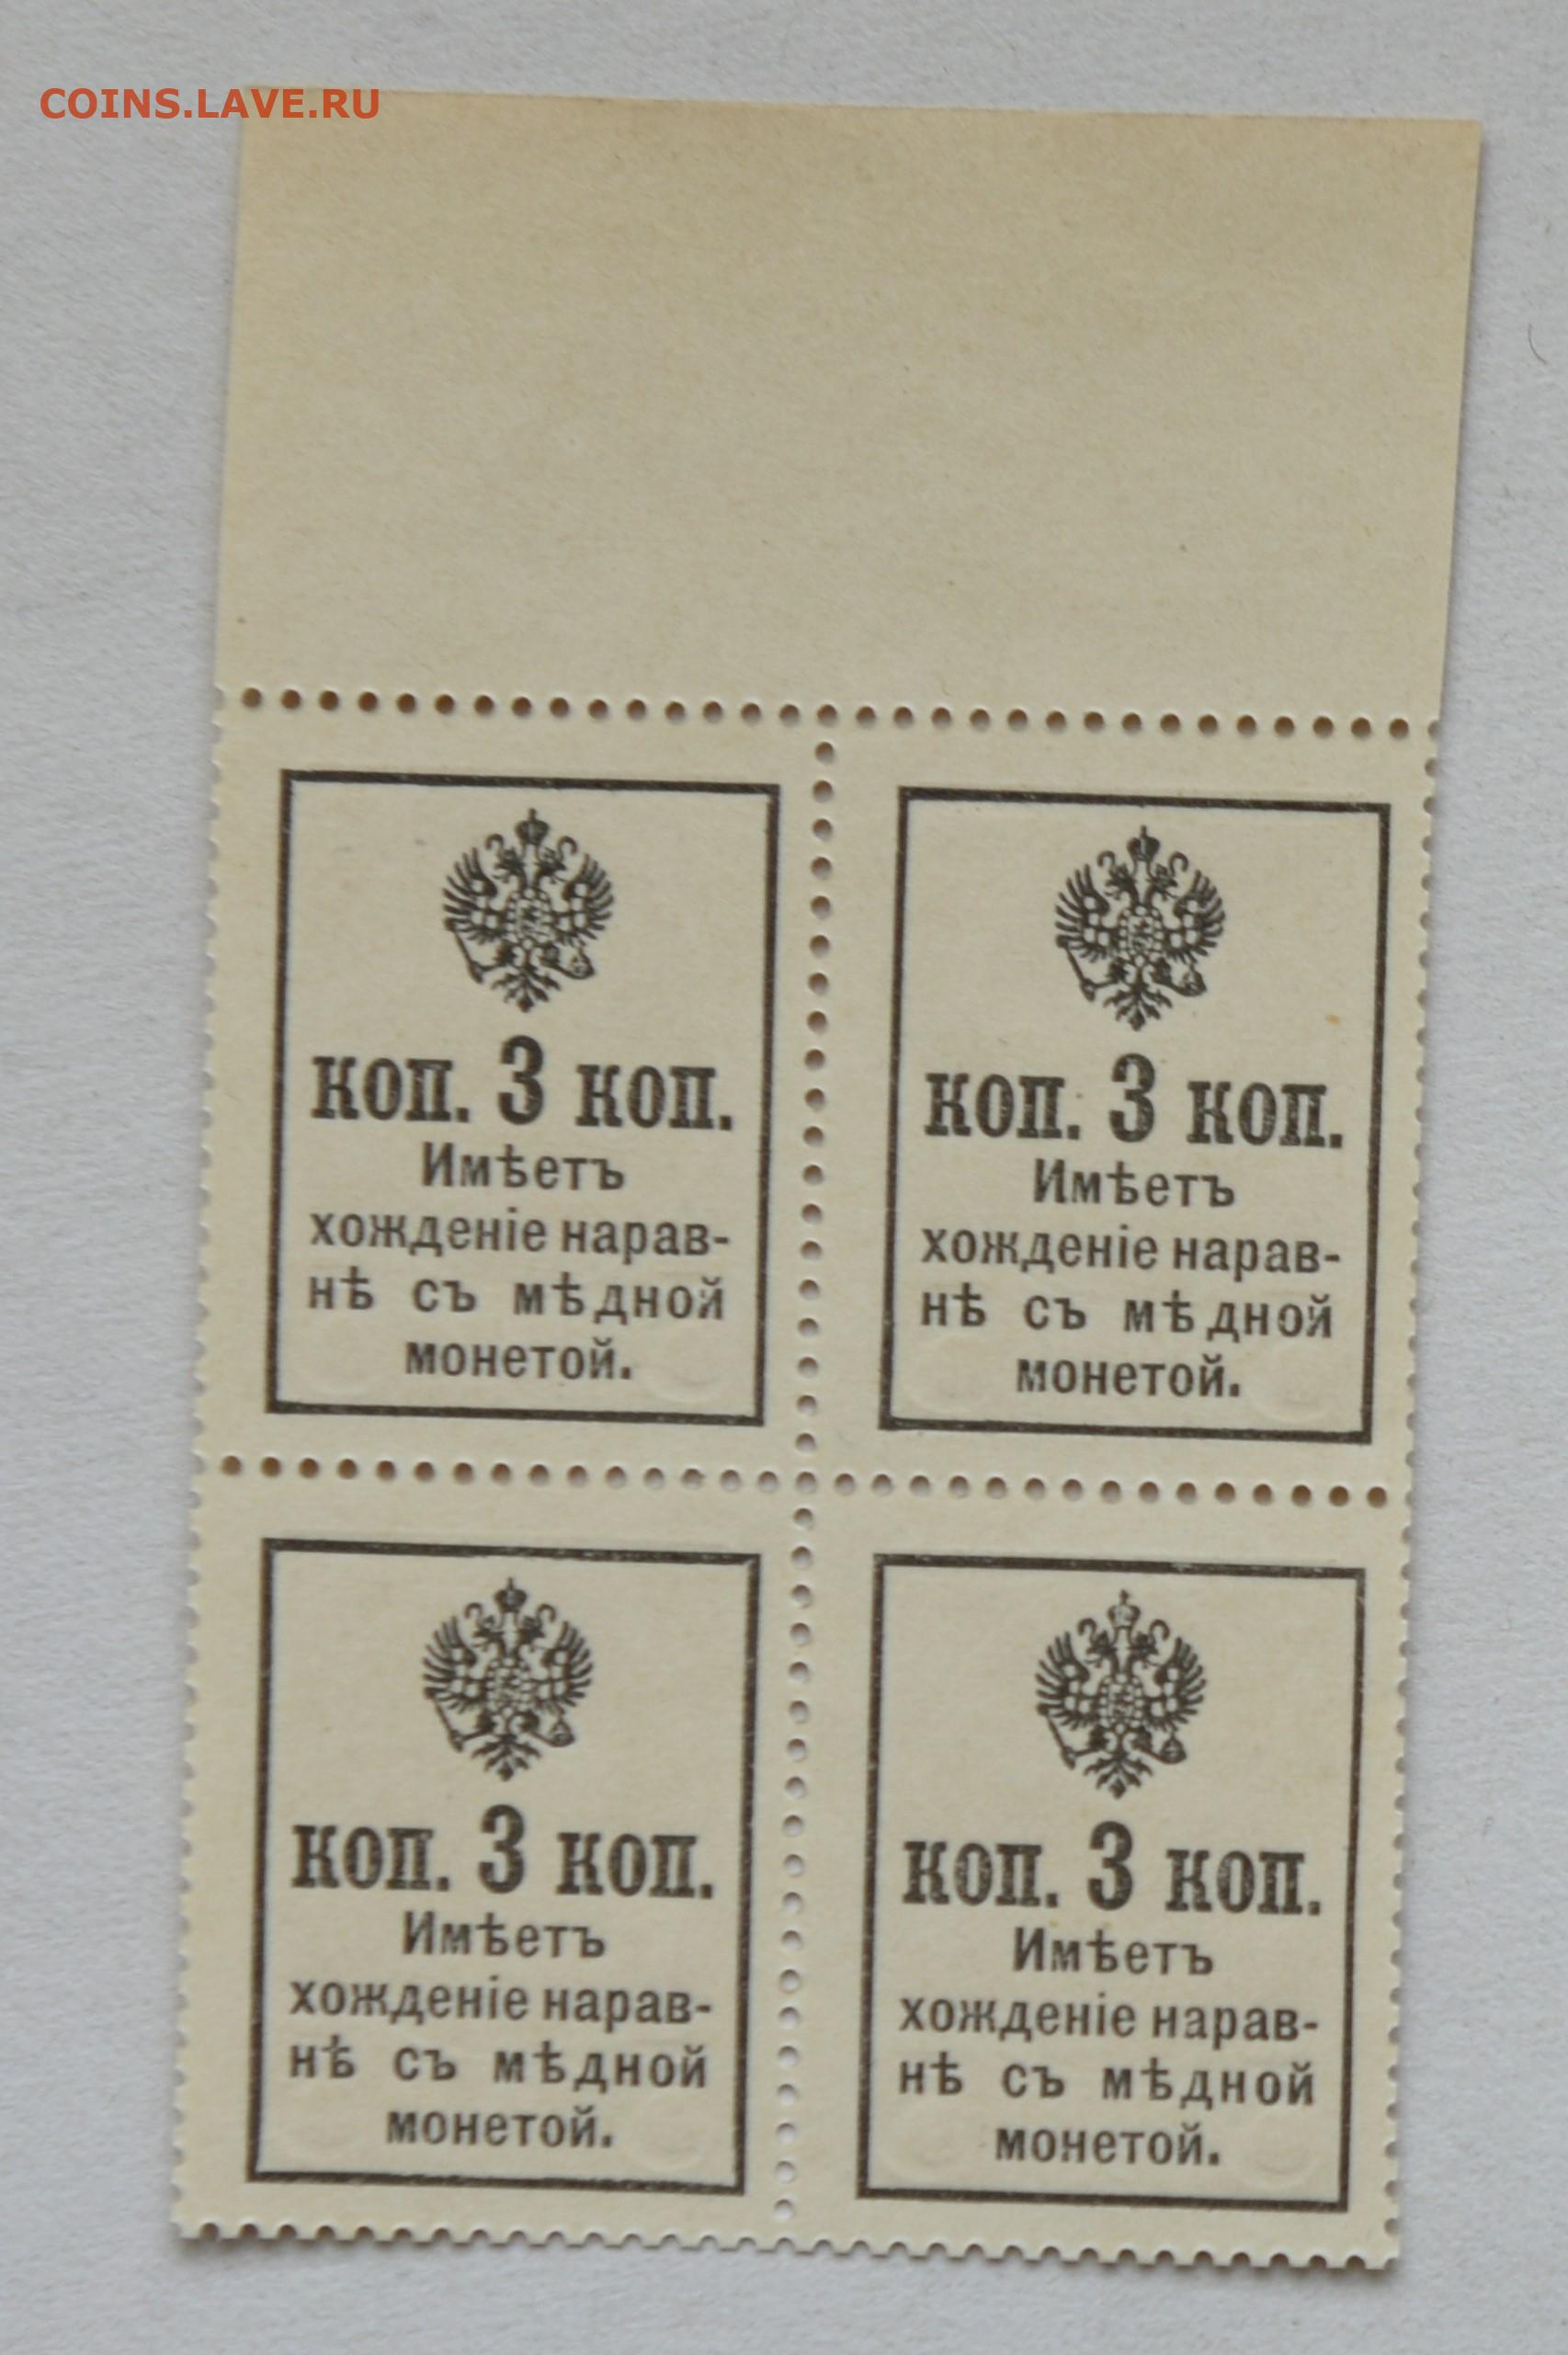 COINS.LAVE.RU
коп. 3 коп.
Имѣетъ
хожденіе нарав-
нѣ съ мѣдной
монетой.
коп. 3 коп.
Имѣетъ
хожденіе нарав-
нѣ съ мѣдной
монетой.
коп. 3 коп.
Имѣетъ
хожденіе нарав-
нѣ съ мѣдной
монетой.
коп. 3 коп.
Имѣетъ
хожденіе нарав-
нѣ съ мѣдной
монетой.